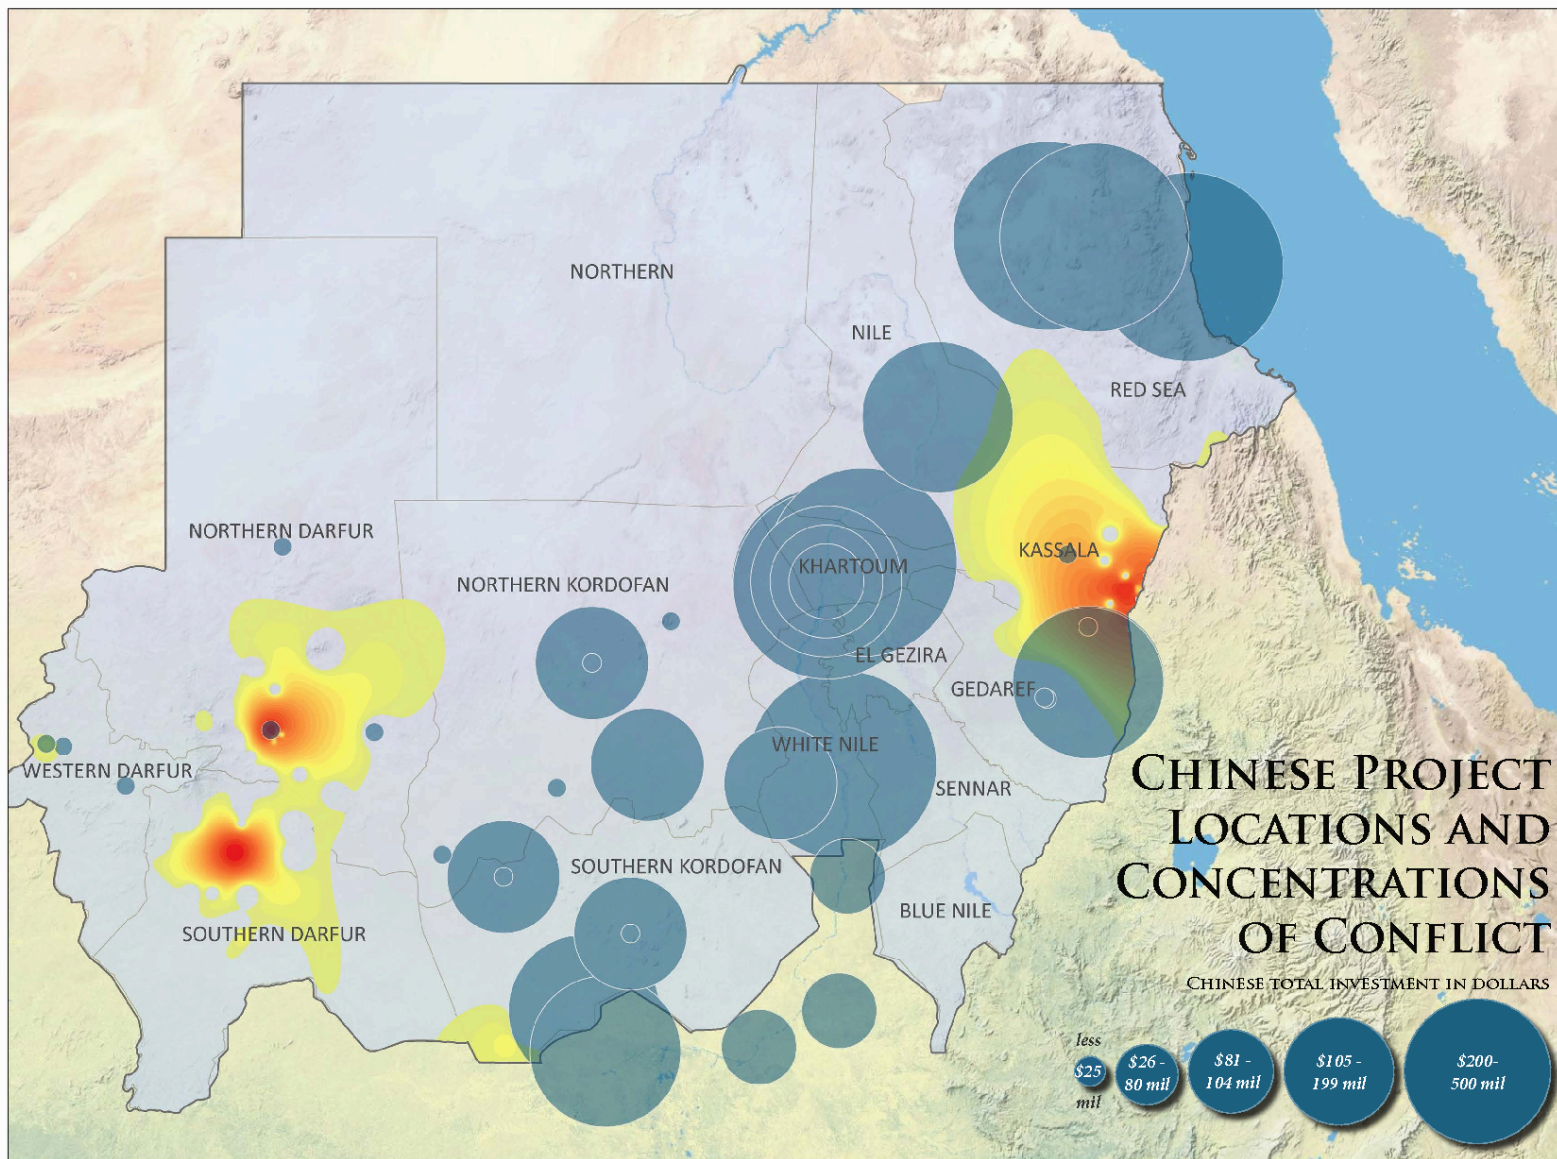 NORTHERN
NILE
RED SEA
NORTHERN DARFUR
KASSALA
KHARTOUM
NORTHERN KORDOFAN
EL GEZIRA
GEDAREF
WHITE NILE
WESTERN DARFUR
SENNAR
SOUTHERN KORDOFAN
BLUE NILE
SOUTHERN DARFUR
CHINESE PROJECT
LOCATIONS AND
CONCENTRATIONS
OF CONFLICT
CHINESE TOTAL INVESTMENT IN DOLLARS
less
$25
mil
$26 -
80 mil
$81 -
104 mil
$105 -
199 mil
$200-
500 mil